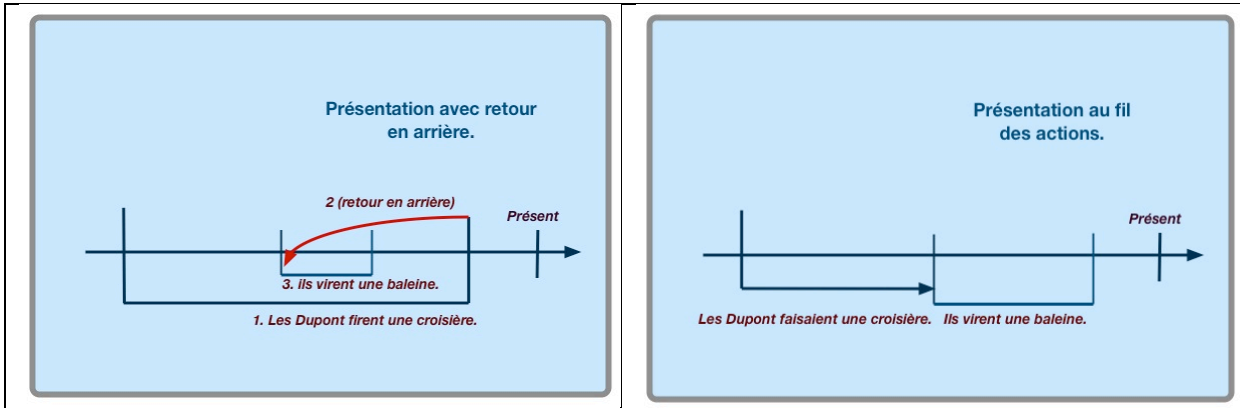 Présentation avec retour
en arrière.
2 (retour en arrière)
Présent
3. ils virent une baleine.
1. Les Dupont firent une croisière.
Présentation au fil
des actions.
Présent
Les Dupont faisaient une croisière. Ils virent une baleine.